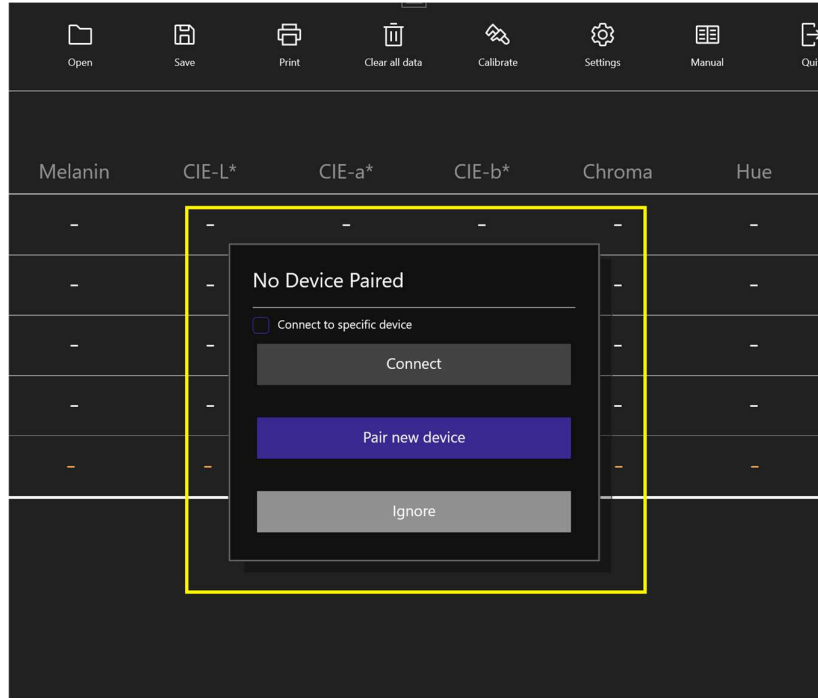 Open Save Print Clear all data Calibrate Settings Manual
Melanin CIE-L* CIE-a* CIE-b* Chroma Hue
- - - - - -
No Device Paired
- - -
Connect to specific device
- - -
Connect
- - -
Pair new device
- - - -
Ignore